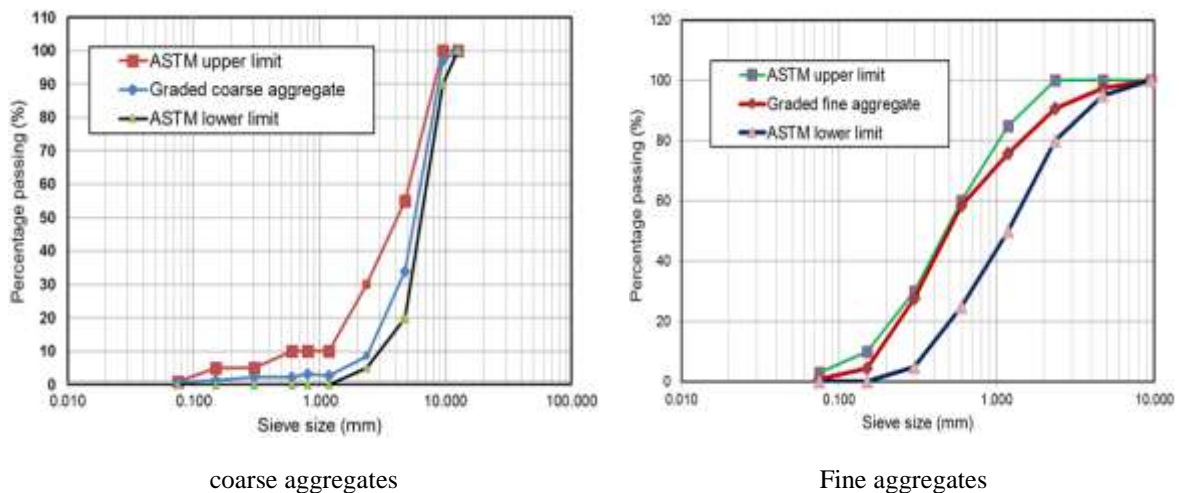 110
100
90
80
70
60
50
40
30
20
10
0
Percentage passing (%)
ASTM upper limit
Graded coarse aggregate
ASTM lower limit
0.010 0.100 1.000 10.000 100.000
Sieve size (mm)
coarse aggregates
120
100
80
60
40
20
0
Percentage passing (%)
ASTM upper limit
Graded fine aggregate
ASTM lower limit
0.010 0.100 1.000 10.000
Sieve size (mm)
Fine aggregates